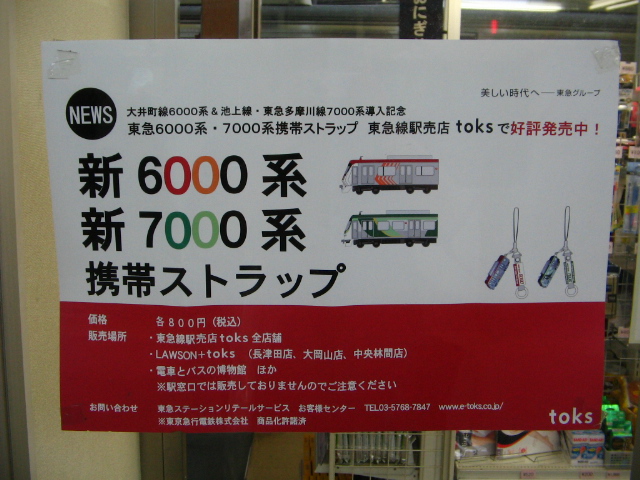 美しい時代へ──東急グループ
NEWS
大井町線6000系&池上線・東急多摩川線7000系導入記念
東急6000系・7000系携帯ストラップ 東急線駅売店toksで好評発売中!
新6000系
新7000系
携帯ストラップ
価格 各800円(税込)
販売場所 ・東急線駅売店toks全店舗
・LAWSON+toks (長津田店、大岡山店、中央林間店)
・電車とバスの博物館 ほか
※駅窓口では販売しておりませんのでご注意ください
お問い合わせ 東急ステーションリテールサービス お客様センター TEL03-5768-7847 www.e-toks.co.jp/
※東京急行電鉄株式会社 商品化許諾済
toks